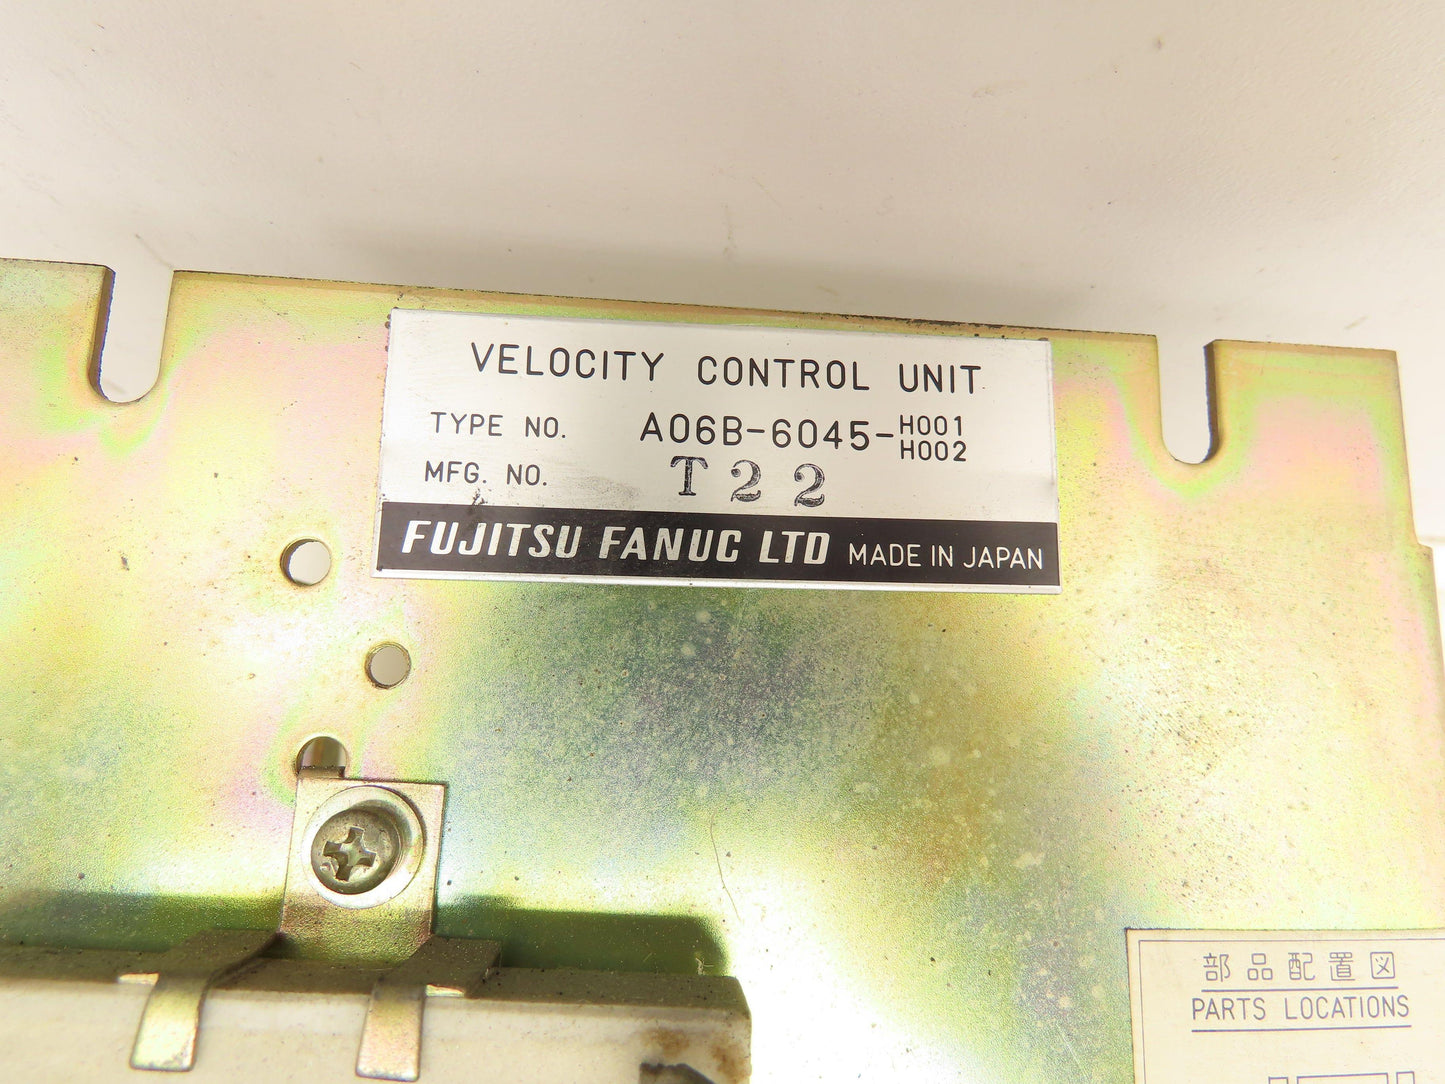 VELOCITY CONTROL UNIT
TYPE NO. A06B-6045-H001
H002
MFG. NO. T22
FUJITSU FANUC LTD MADE IN JAPAN
部品配置図
PARTS LOCATIONS